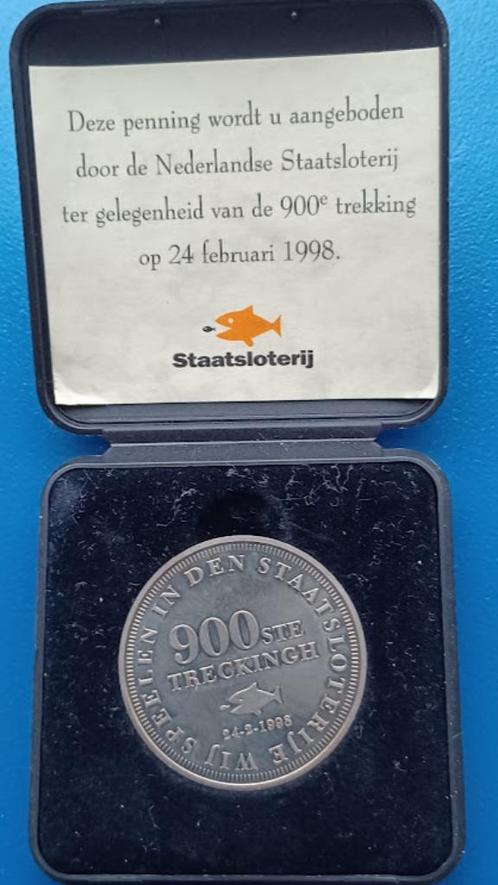 Deze penning wordt u aangeboden
door de Nederlandse Staatsloterij
ter gelegenheid van de 900e trekking
op 24 februari 1998.
Staatsloterij
WIJ SPEELEN IN DEN STAATSLOTERIJE
900STE
TRECKINGH
24-2-1998